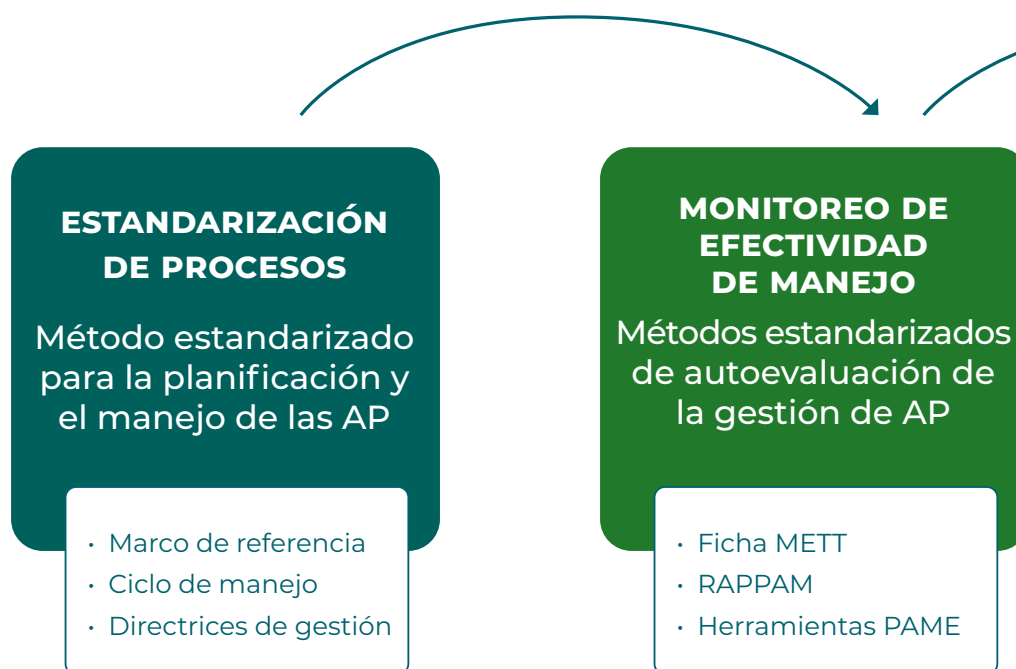 ESTANDARIZACIÓN
DE PROCESOS
Método estandarizado
para la planificación y
el manejo de las AP
· Marco de referencia
· Ciclo de manejo
· Directrices de gestión
MONITOREO DE
EFECTIVIDAD
DE MANEJO
Métodos estandarizados
de autoevaluación de
la gestión de AP
· Ficha METT
· RAPPAM
· Herramientas PAME